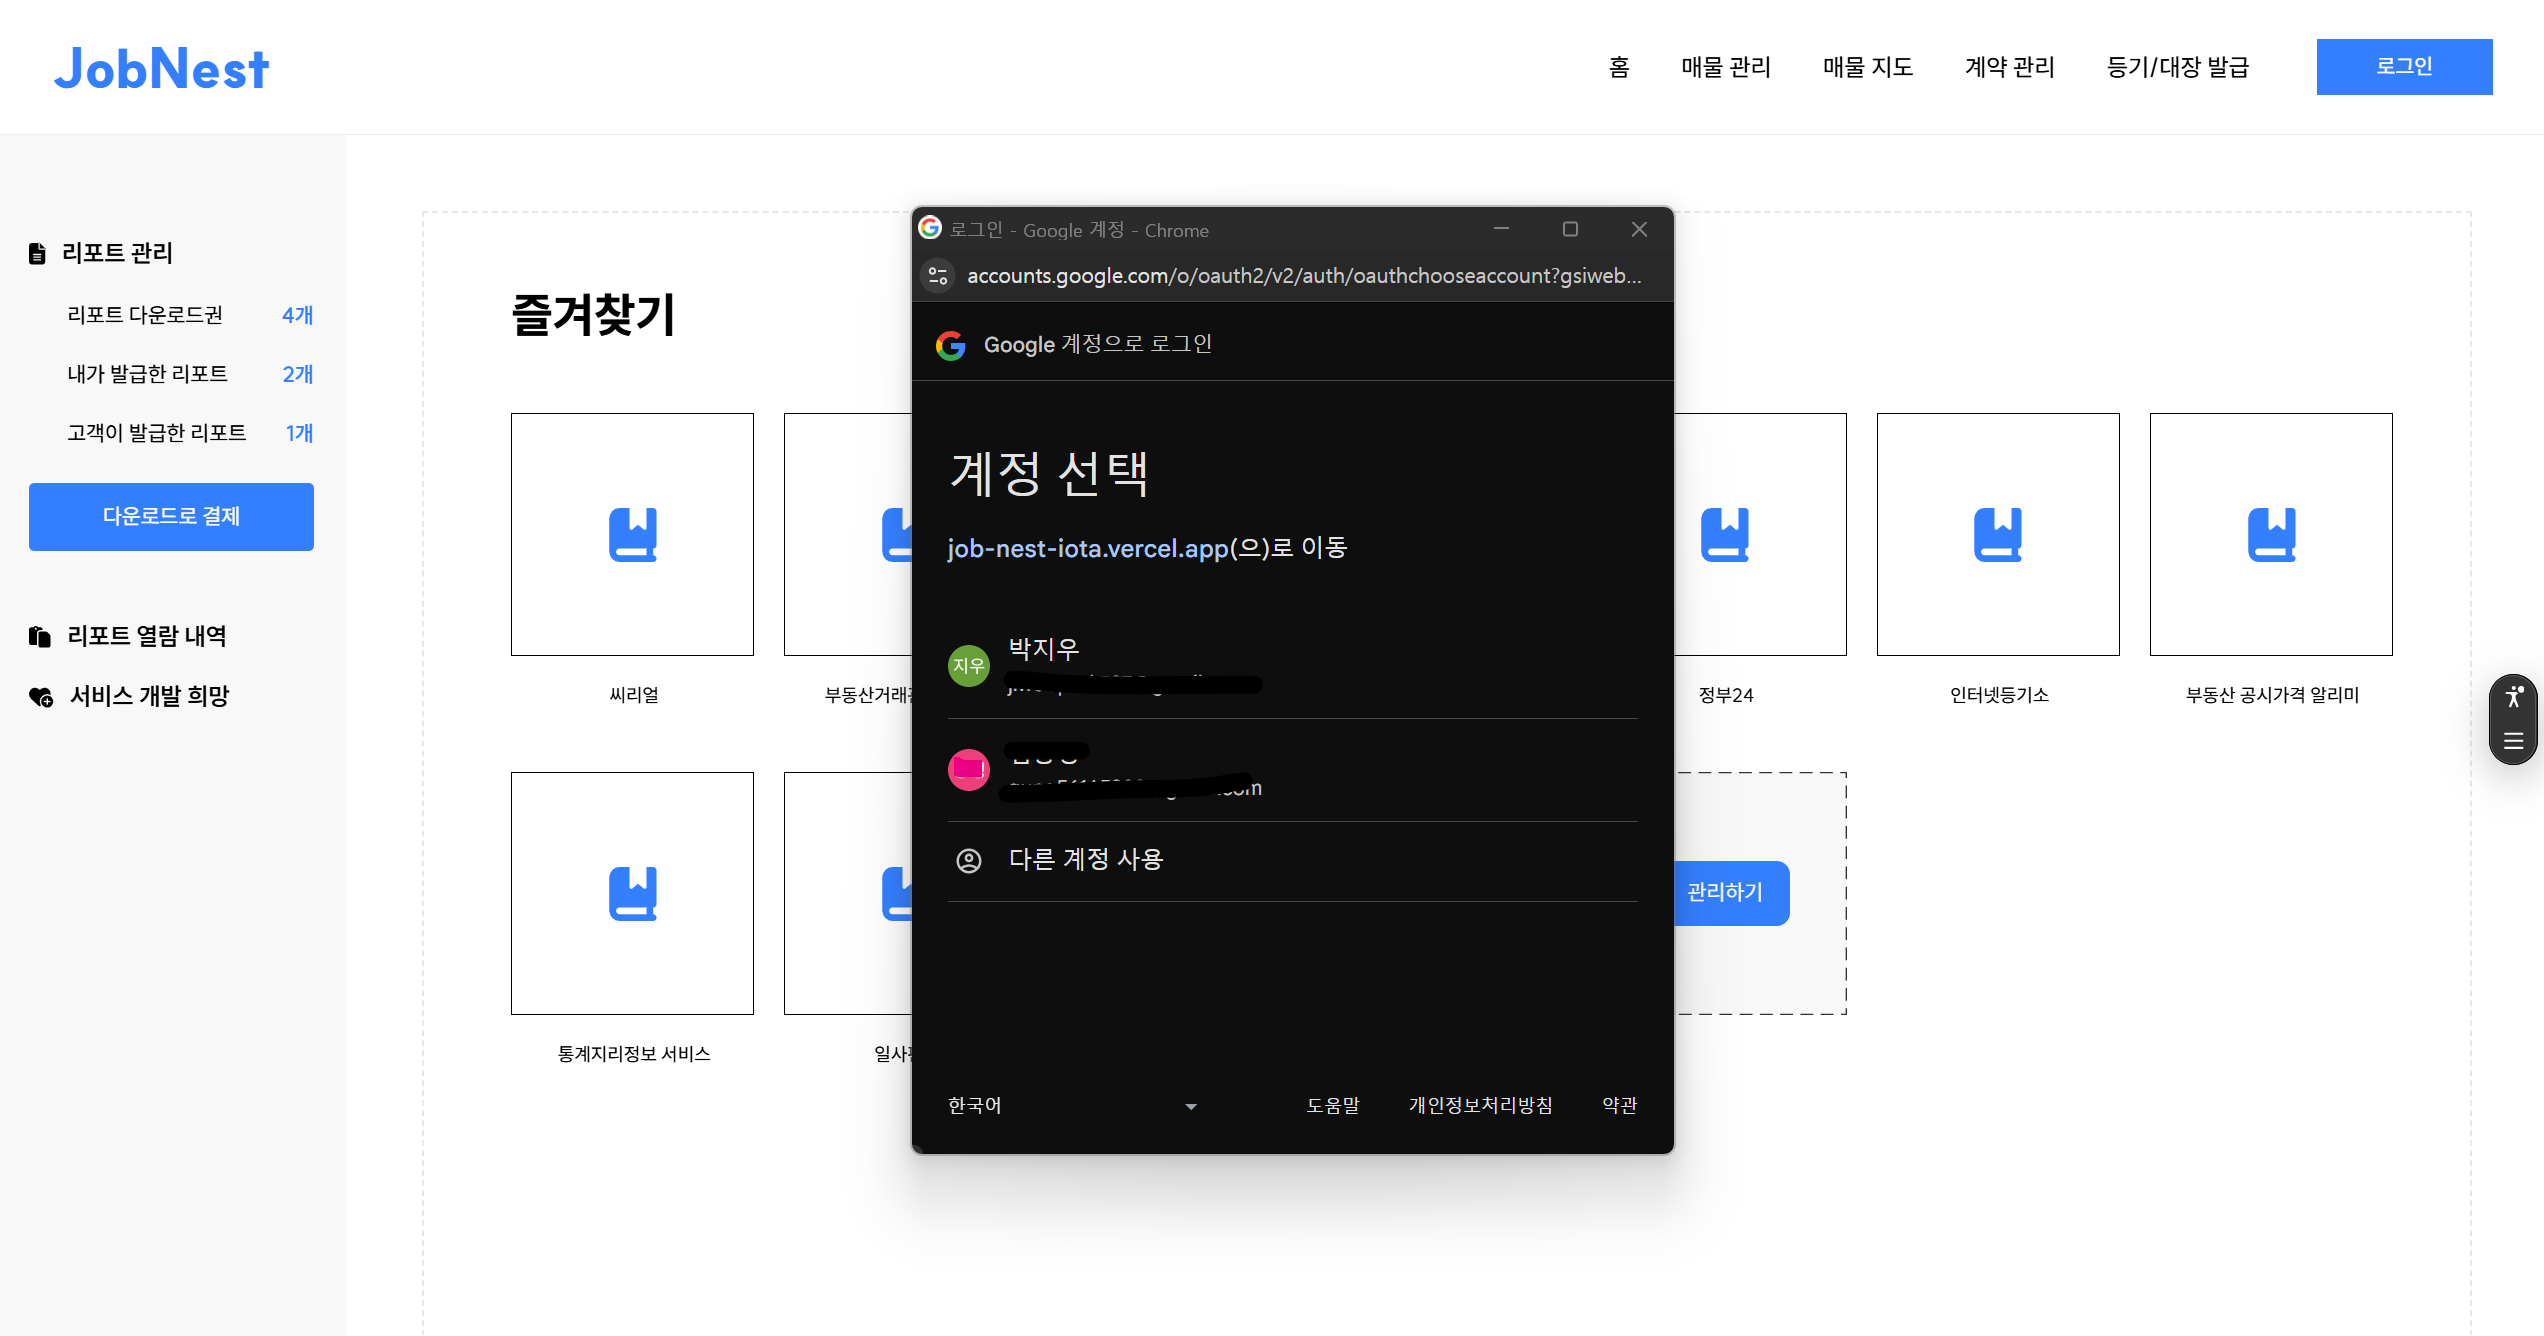 JobNest
홈
매물 관리
매물 지도
계약 관리
등기/대장 발급
로그인
리포트 관리
리포트 다운로드권 4개
내가 발급한 리포트 2개
고객이 발급한 리포트 1개
다운로드로 결제
리포트 열람 내역
서비스 개발 희망
즐겨찾기
씨리얼
부동산거래
정부24
인터넷등기소
부동산 공시가격 알리미
통계지리정보 서비스
일사
관리하기
로그인 - Google 계정 - Chrome
accounts.google.com/o/oauth2/v2/auth/oauthchooseaccount?gsiweb...
Google 계정으로 로그인
계정 선택
job-nest-iota.vercel.app(으)로 이동
지우
박지우
다른 계정 사용
한국어
도움말
개인정보처리방침
약관